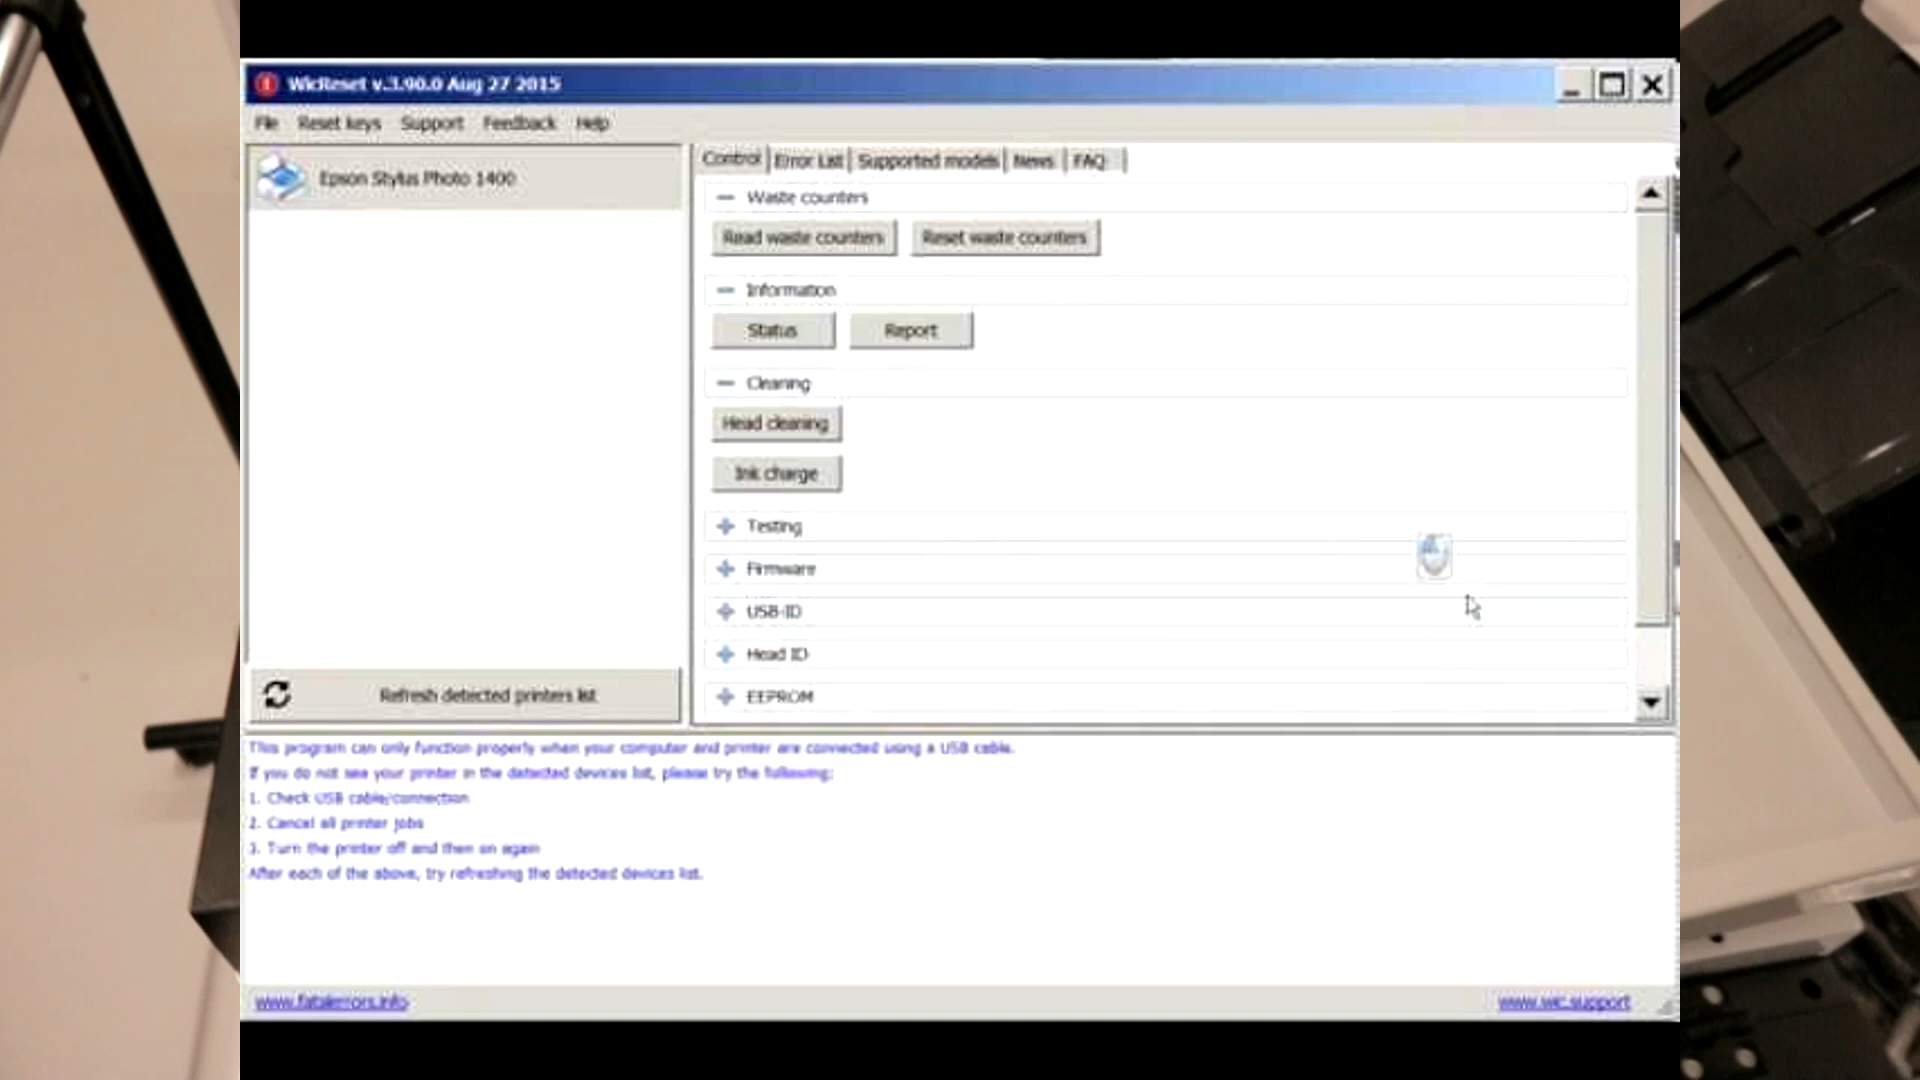 WicReset v.3.90.0 Aug 27 2015
File Reset keys Support Feedback Help
Epson Stylus Photo 1400
Control Error List Supported models News FAQ
Waste counters
Read waste counters Reset waste counters
Information
Status Report
Cleaning
Head cleaning
Ink charge
Testing
Firmware
USB-ID
Head ID
EEPROM
Refresh detected printers list
This program can only function properly when your computer and printer are connected using a USB cable.
If you do not see your printer in the detected devices list, please try the following:
1. Check USB cable/connection
2. Cancel all printer jobs
3. Turn the printer off and then on again
After each of the above, try refreshing the detected devices list.
www.fatalerrors.info www.wic.support